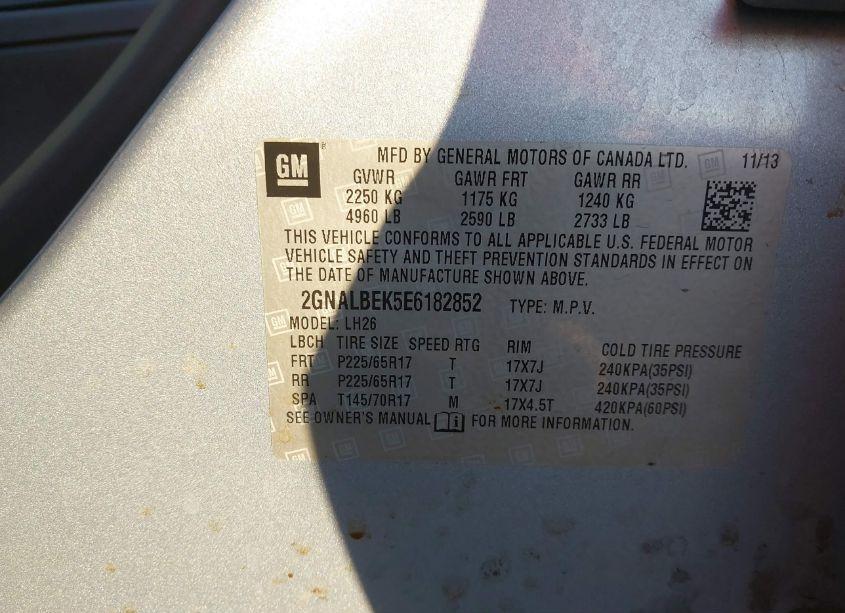 GM ® MFD BY GENERAL MOTORS OF CANADA LTD. 11/13
GVWR GAWR FRT GAWR RR
2250 KG 1175 KG 1240 KG
4960 LB 2590 LB 2733 LB
THIS VEHICLE CONFORMS TO ALL APPLICABLE U.S. FEDERAL MOTOR
VEHICLE SAFETY AND THEFT PREVENTION STANDARDS IN EFFECT ON
THE DATE OF MANUFACTURE SHOWN ABOVE.
2GNALBEK5E6182852 TYPE: M.P.V.
MODEL: LH26
LBCH TIRE SIZE SPEED RTG RIM COLD TIRE PRESSURE
FRT P225/65R17 T 17X7J 240KPA(35PSI)
RR P225/65R17 T 17X7J 240KPA(35PSI)
SPA T145/70R17 M 17X4.5T 420KPA(60PSI)
SEE OWNER'S MANUAL FOR MORE INFORMATION.